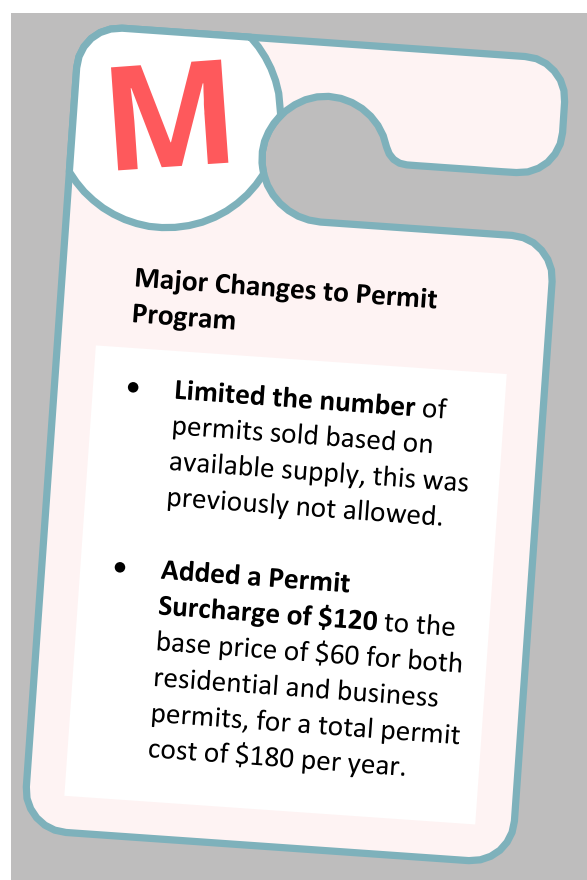 M
Major Changes to Permit
Program
• Limited the number of
permits sold based on
available supply, this was
previously not allowed.
• Added a Permit
Surcharge of $120 to the
base price of $60 for both
residential and business
permits, for a total permit
cost of $180 per year.